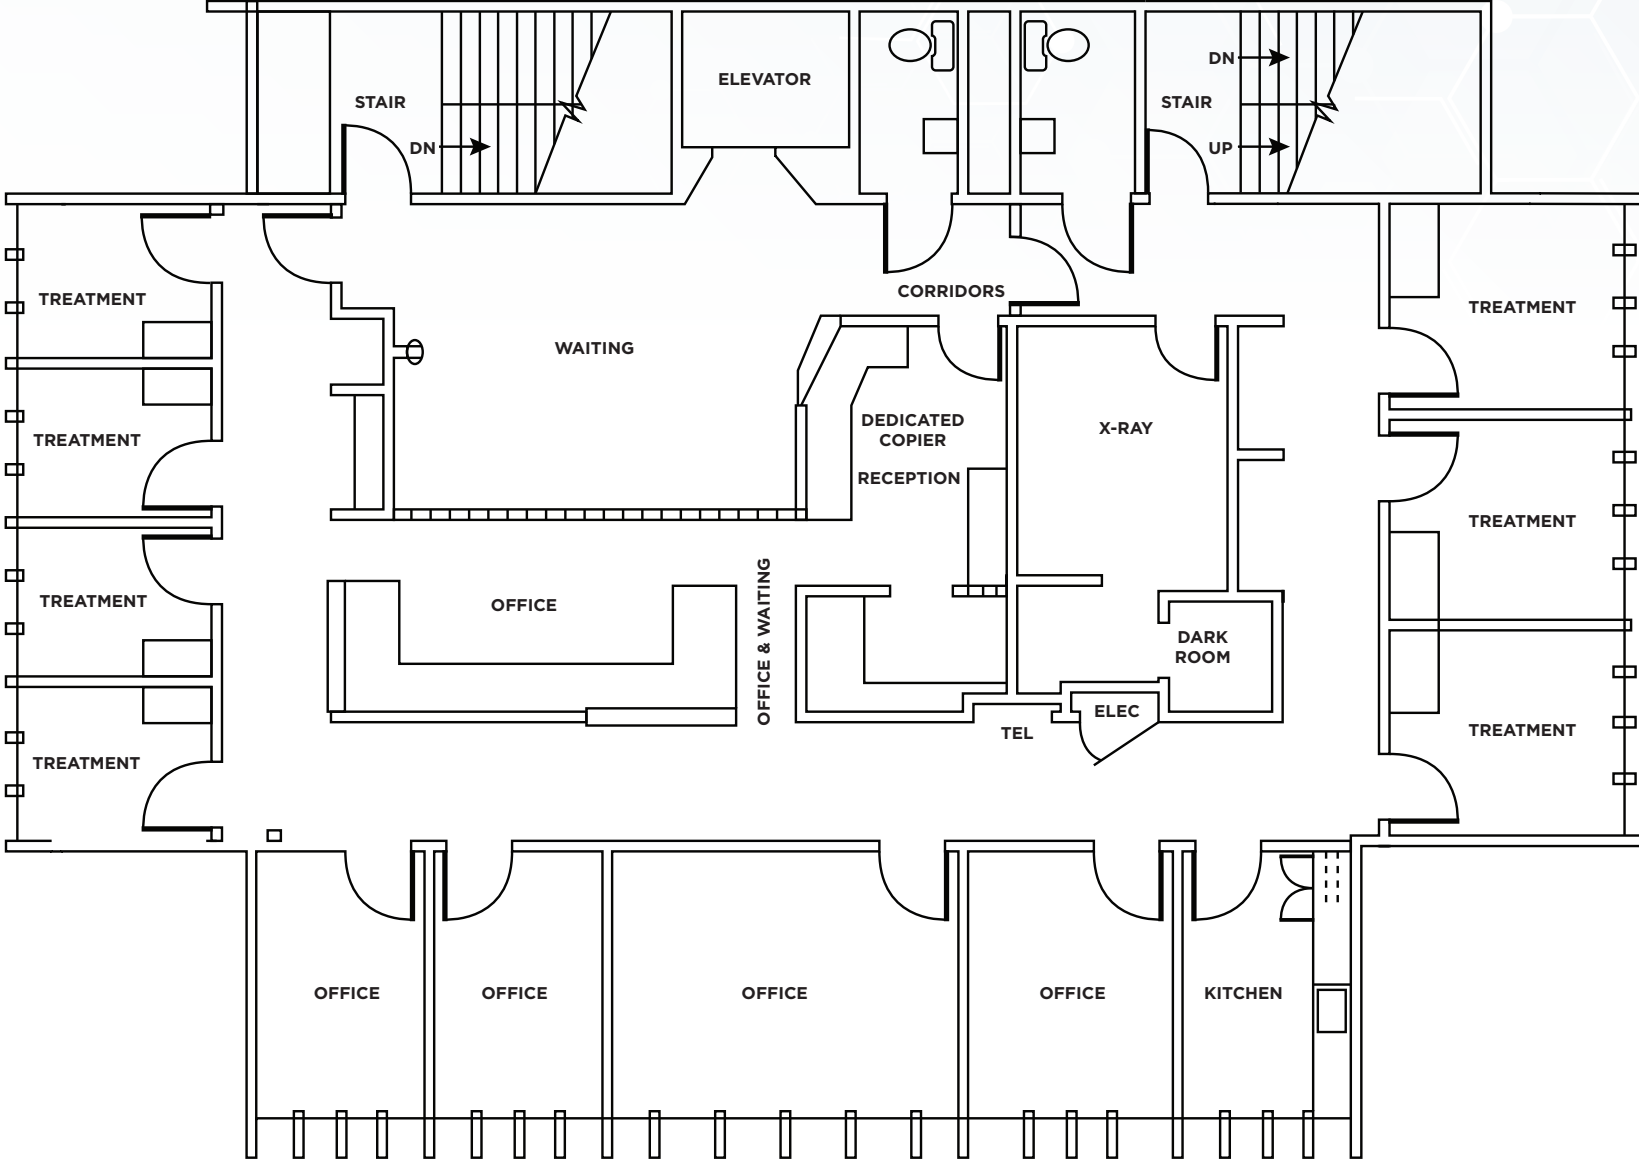 ELEVATOR
STAIR
DN
DN
STAIR
UP
CORRIDORS
TREATMENT
WAITING
TREATMENT
TREATMENT
DEDICATED
COPIER
RECEPTION
X-RAY
TREATMENT
TREATMENT
OFFICE
OFFICE & WAITING
DARK
ROOM
TREATMENT
ELEC
TEL
TREATMENT
OFFICE
OFFICE
OFFICE
OFFICE
KITCHEN